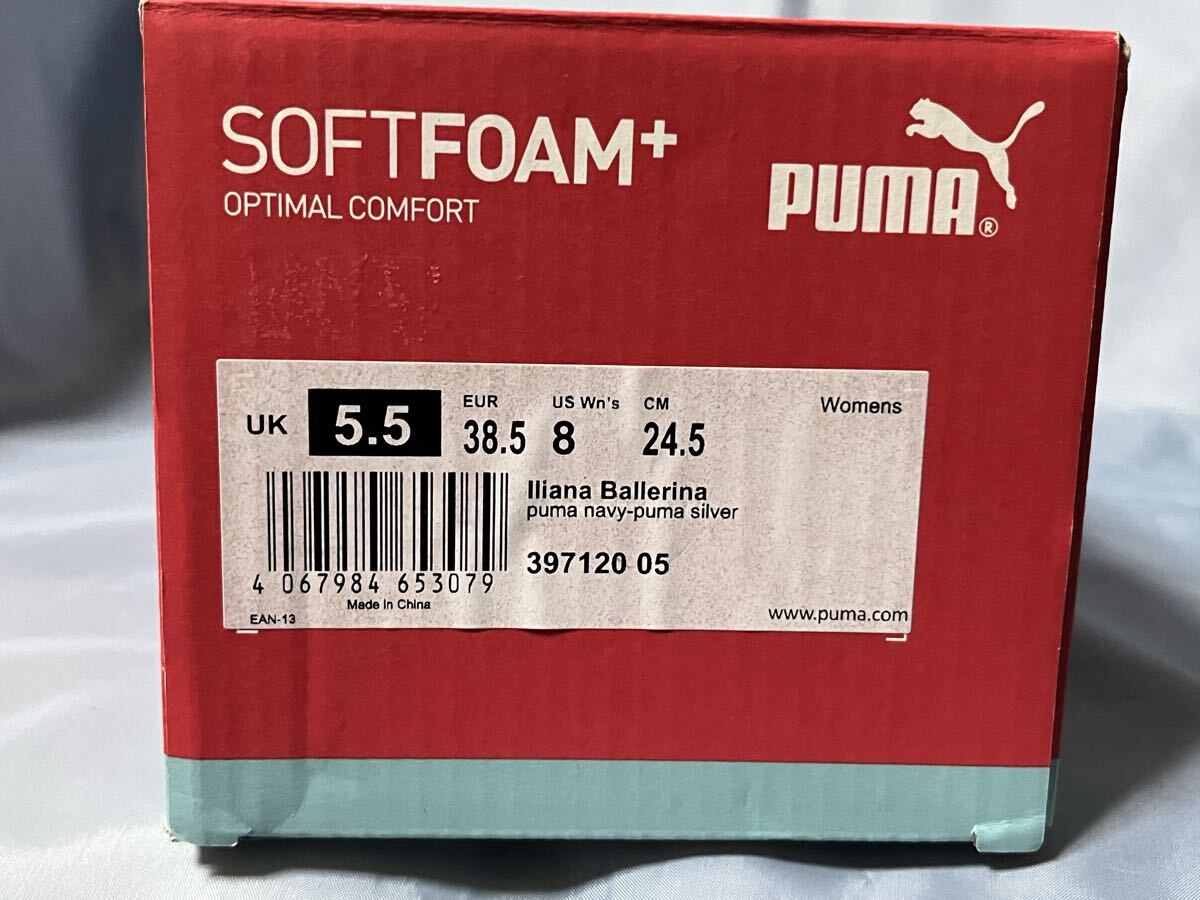 SOFTFOAM+
OPTIMAL COMFORT
PUMA®
UK 5.5
EUR 38.5
US Wn's 8
CM 24.5
Womens
Iliana Ballerina
puma navy-puma silver
397120 05
4 067984 653079
Made in China
EAN-13
www.puma.com